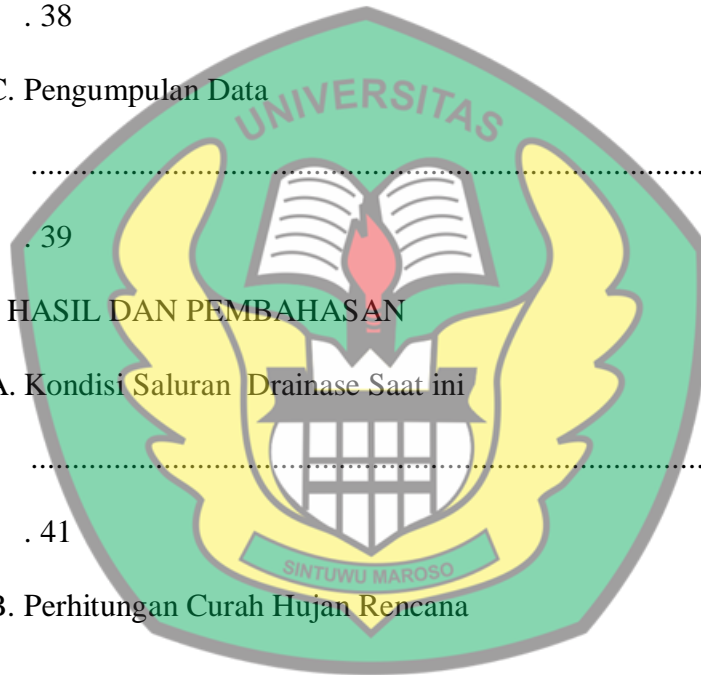 . 38
C. Pengumpulan Data
UNIVERSITAS
................................................................................
. 39
HASIL DAN PEMBAHASAN
A. Kondisi Saluran Drainase Saat ini
................................................................................
. 41
SINTUWU MAROSO
B. Perhitungan Curah Hujan Rencana